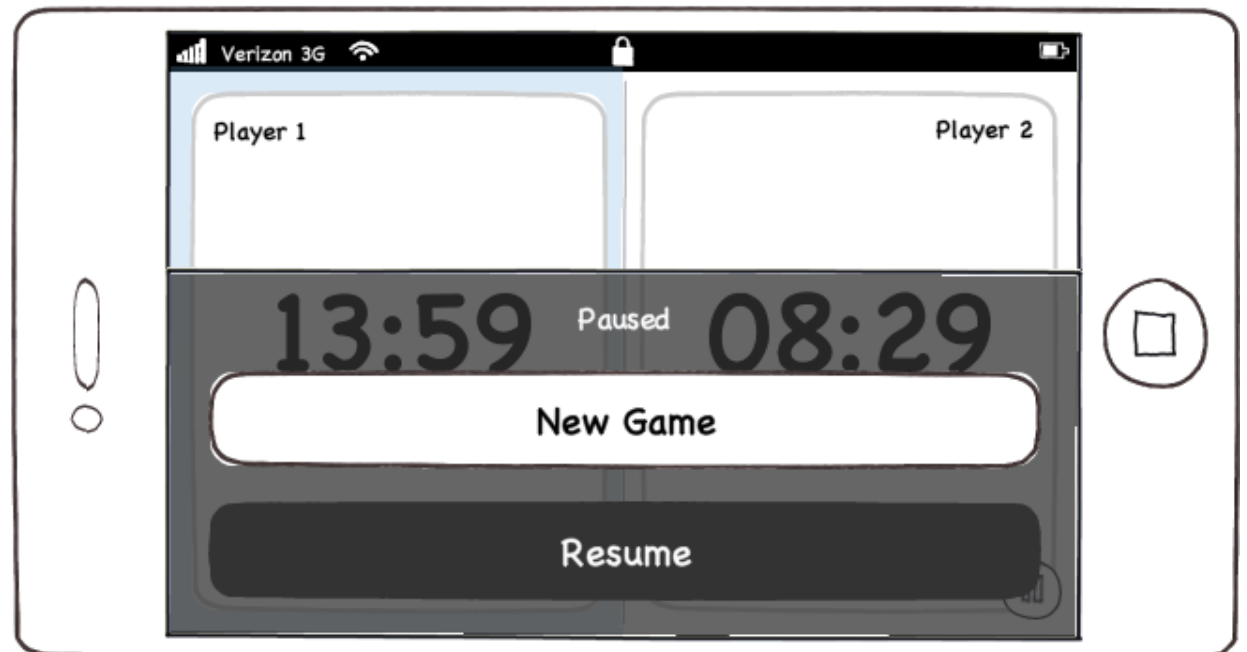 Verizon 3G
Player 1
Player 2
13:59
Paused
08:29
New Game
Resume